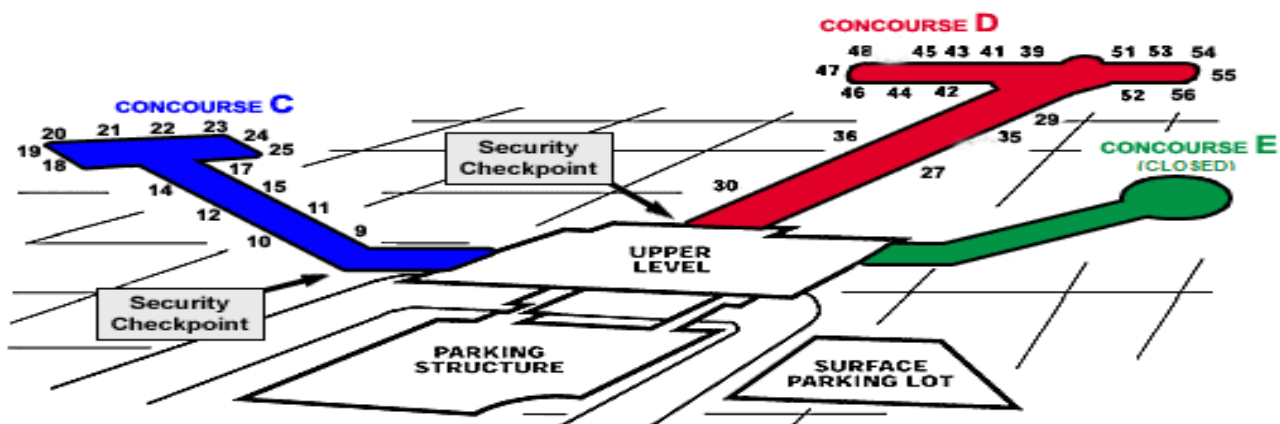 CONCOURSE D
48 45 43 41 39 51 53 54
47 55
46 44 42 52 56
CONCOURSE C
20 21 22 23 24
19 25
18 17
14 15
12 11
10 9
36 29
35
30 27
Security
Checkpoint
CONCOURSE E
(CLOSED)
UPPER
LEVEL
Security
Checkpoint
PARKING
STRUCTURE
SURFACE
PARKING LOT